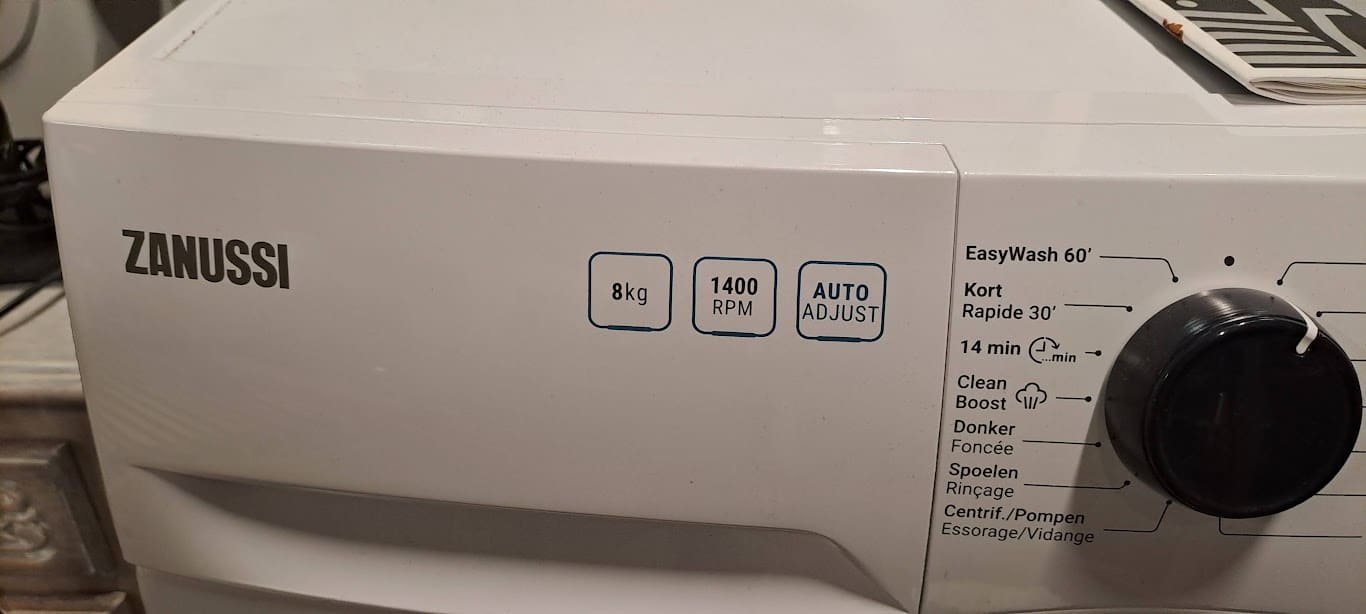 ZANUSSI
8kg
1400
RPM
AUTO
ADJUST
EasyWash 60’
Kort
Rapide 30’
14 min
...min
Clean
Boost
Donker
Foncée
Spoelen
Rinçage
Centrif./Pompen
Essorage/Vidange